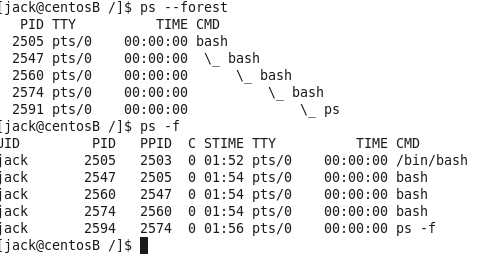 [jack@centosB /]$ ps --forest
  PID TTY          TIME CMD
 2505 pts/0    00:00:00 bash
 2547 pts/0    00:00:00  \_ bash
 2560 pts/0    00:00:00      \_ bash
 2574 pts/0    00:00:00          \_ bash
 2591 pts/0    00:00:00              \_ ps
[jack@centosB /]$ ps -f
UID        PID   PPID  C STIME TTY          TIME CMD
jack       2505  2503  0 01:52 pts/0    00:00:00 /bin/bash
jack       2547  2505  0 01:54 pts/0    00:00:00 bash
jack       2560  2547  0 01:54 pts/0    00:00:00 bash
jack       2574  2560  0 01:54 pts/0    00:00:00 bash
jack       2594  2574  0 01:56 pts/0    00:00:00 ps -f
[jack@centosB /]$